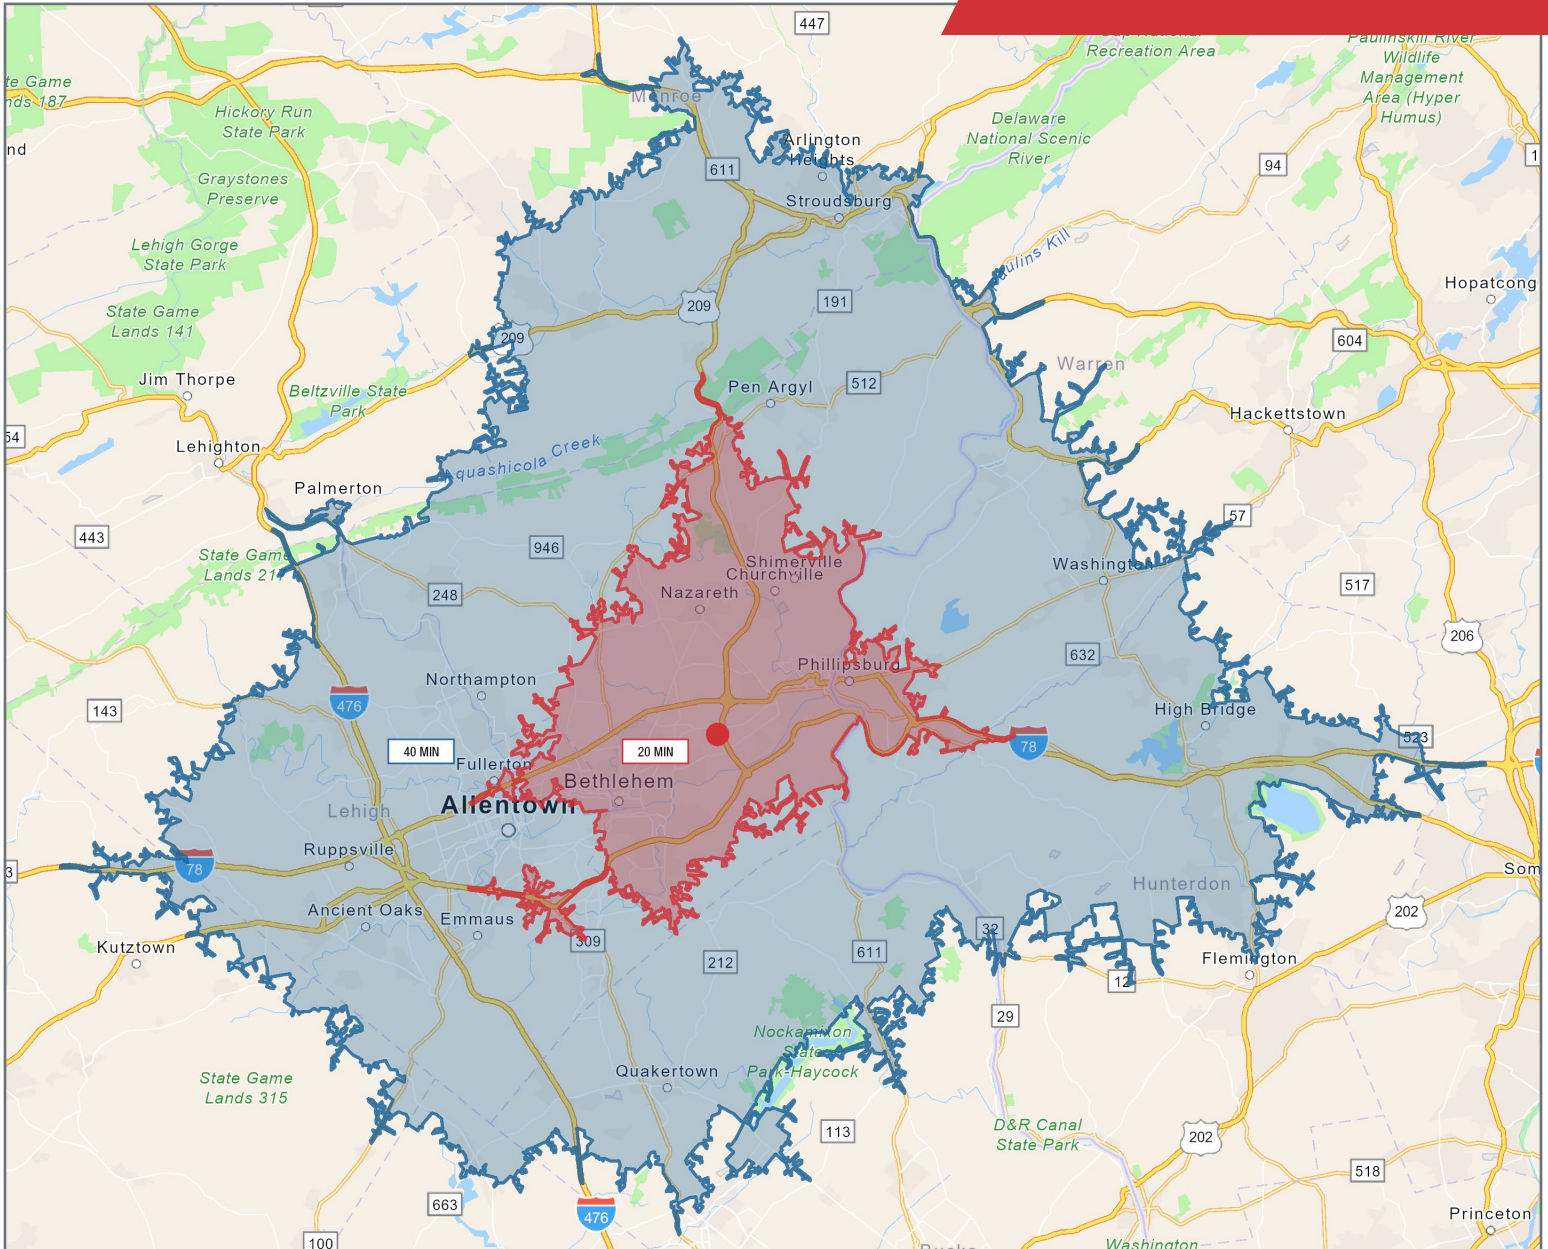 447
Recreation Area
Paulinskill River
Wildlife
Management
Area (Hyper
Humus)
te Game
nds 187
Hickory Run
State Park
Monroe
Arlington
Heights
Delaware
National Scenic
River
nd
94
1
611
Graystones
Preserve
Stroudsburg
Lehigh Gorge
State Park
Paulins Kill
Hopatcong
State Game
Lands 141
209
191
209
604
Jim Thorpe
Beltzville State
Park
Pen Argyl
512
Warren
Hackettstown
54
Lehighton
Aquashicola Creek
Palmerton
57
443
946
State Game
Lands 217
Shimerville
Churchville
Nazareth
Washington
248
517
206
632
Phillipsburg
Northampton
476
143
High Bridge
523
40 MIN
20 MIN
78
Fullerton
Bethlehem
Allentown
Lehigh
Ruppsville
78
3
Som
Hunterdon
Ancient Oaks
Emmaus
202
309
32
Kutztown
212
611
Flemington
12
29
Nockamixon
State
Park-Haycock
State Game
Lands 315
Quakertown
113
D&R Canal
State Park
202
518
663
476
Princeton
100
Bucks
Washington